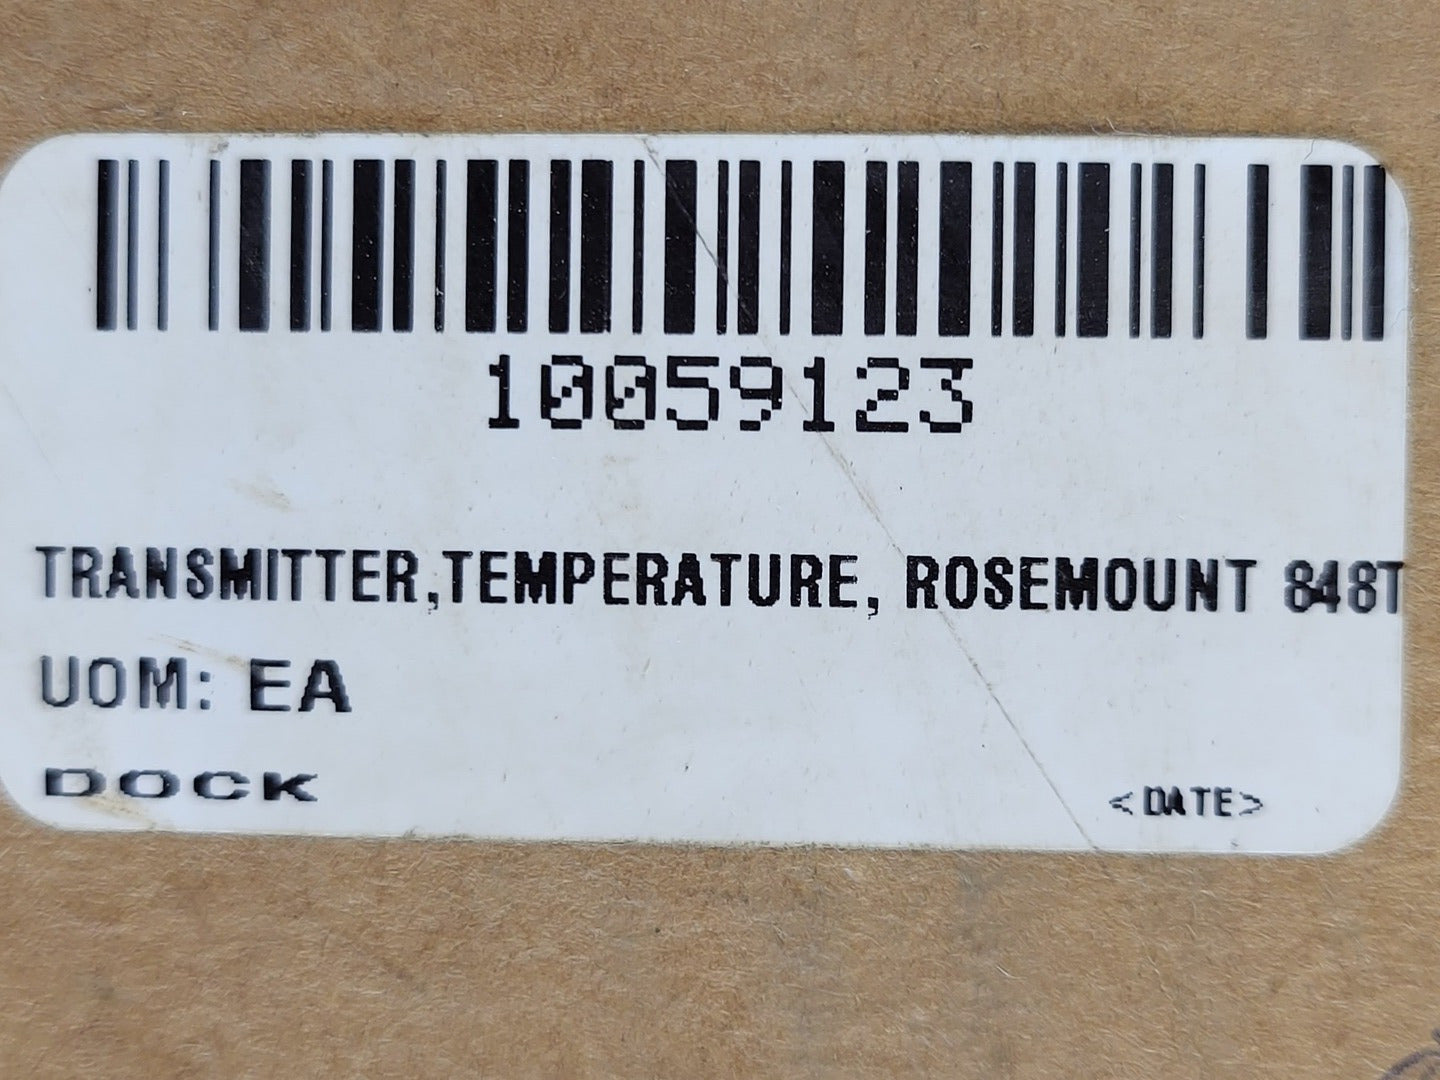 10059123
TRANSMITTER,TEMPERATURE, ROSEMOUNT 848T
UOM: EA
DOCK
<DATE>